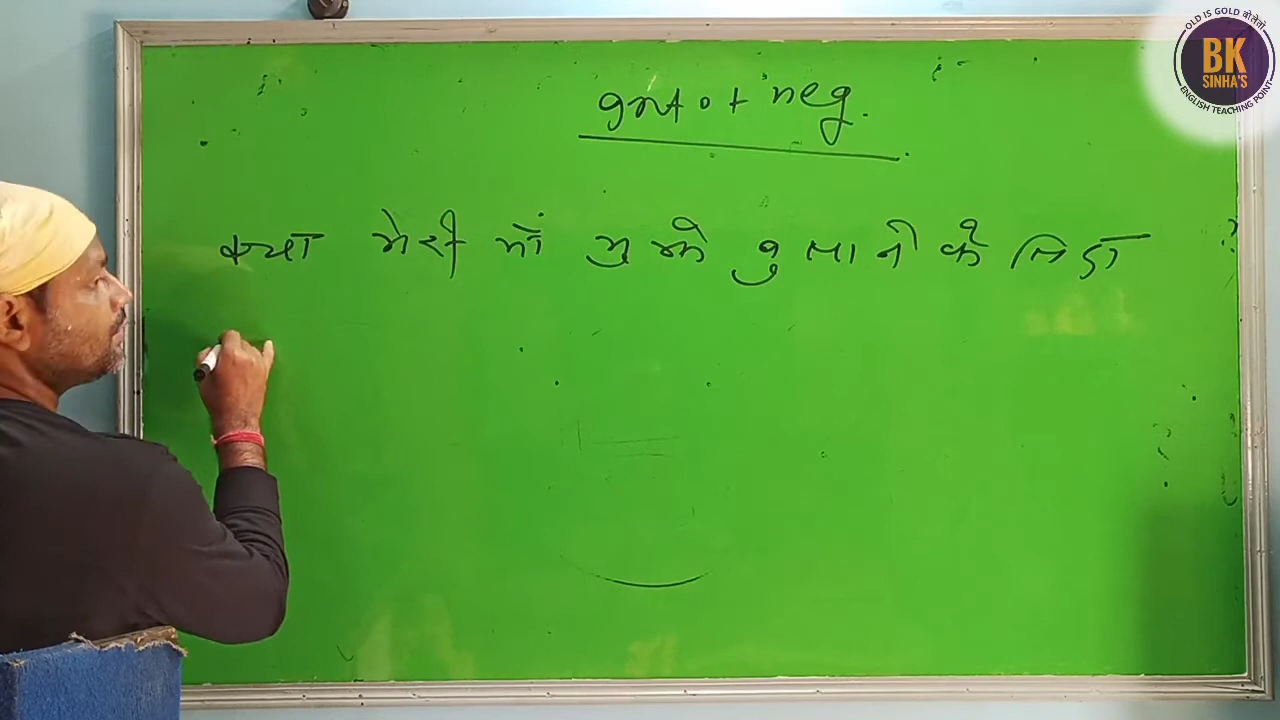 Int. + neg.
क्या मेरी माँ मुझे बुलाने के लिए
OLD IS GOLD बोलेतो
BK
SINHA'S
ENGLISH TEACHING POINT